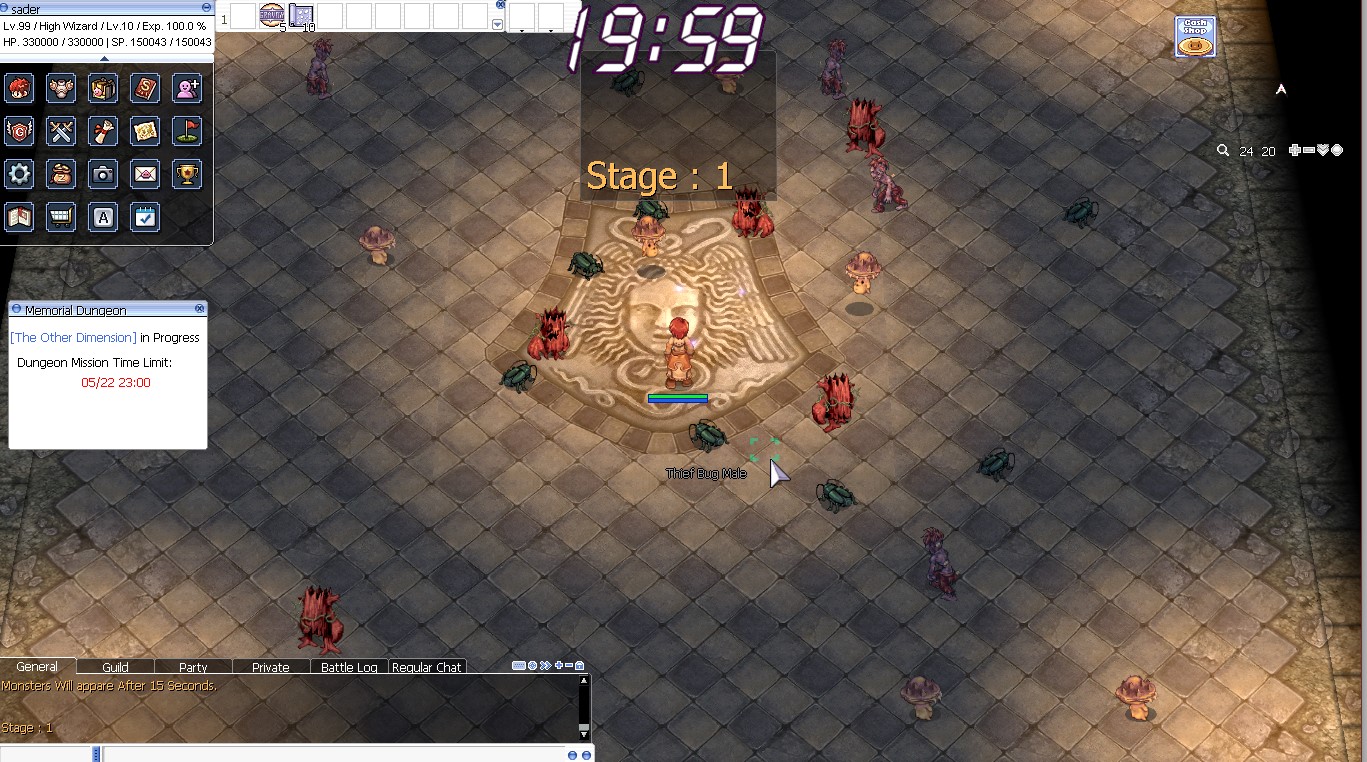 sader
Lv.99 / High Wizard / Lv.10 / Exp. 100.0 %
HP. 330000 / 330000 | SP. 150043 / 150043
1
5
10
19:59
Cash
Shop
Stage : 1
24 20
Memorial Dungeon
[The Other Dimension] in Progress
Dungeon Mission Time Limit:
05/22 23:00
Thief Bug Male
General
Guild
Party
Private
Battle Log
Regular Chat
Monsters Will appare After 15 Seconds.
Stage : 1